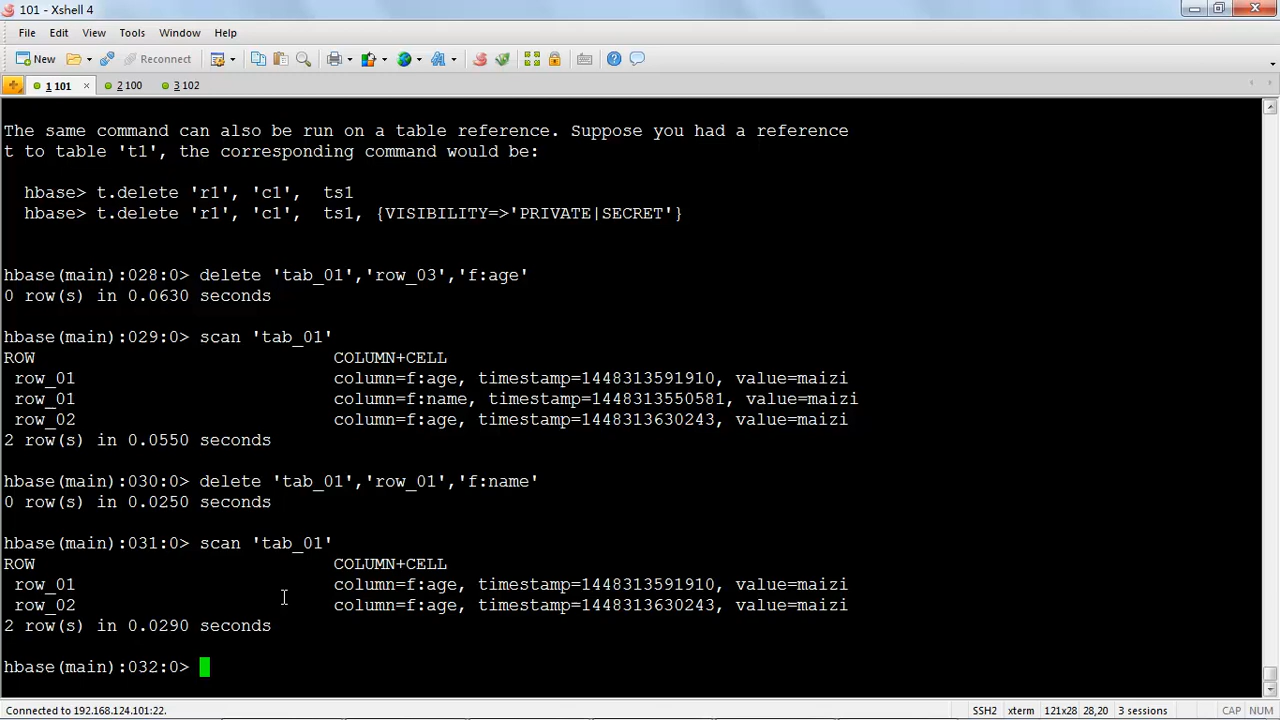 101 - Xshell 4
File Edit View Tools Window Help
New Reconnect
1 101 × 2 100 3 102
The same command can also be run on a table reference. Suppose you had a reference
t to table 't1', the corresponding command would be:
hbase> t.delete 'r1', 'c1',  ts1
hbase> t.delete 'r1', 'c1',  ts1, {VISIBILITY=>'PRIVATE|SECRET'}
hbase(main):028:0> delete 'tab_01','row_03','f:age'
0 row(s) in 0.0630 seconds
hbase(main):029:0> scan 'tab_01'
ROW COLUMN+CELL
row_01 column=f:age, timestamp=1448313591910, value=maizi
row_01 column=f:name, timestamp=1448313550581, value=maizi
row_02 column=f:age, timestamp=1448313630243, value=maizi
2 row(s) in 0.0550 seconds
hbase(main):030:0> delete 'tab_01','row_01','f:name'
0 row(s) in 0.0250 seconds
hbase(main):031:0> scan 'tab_01'
ROW COLUMN+CELL
row_01 column=f:age, timestamp=1448313591910, value=maizi
row_02 column=f:age, timestamp=1448313630243, value=maizi
2 row(s) in 0.0290 seconds
hbase(main):032:0>
Connected to 192.168.124.101:22. SSH2 xterm 121x28 28,20 3 sessions CAP NUM